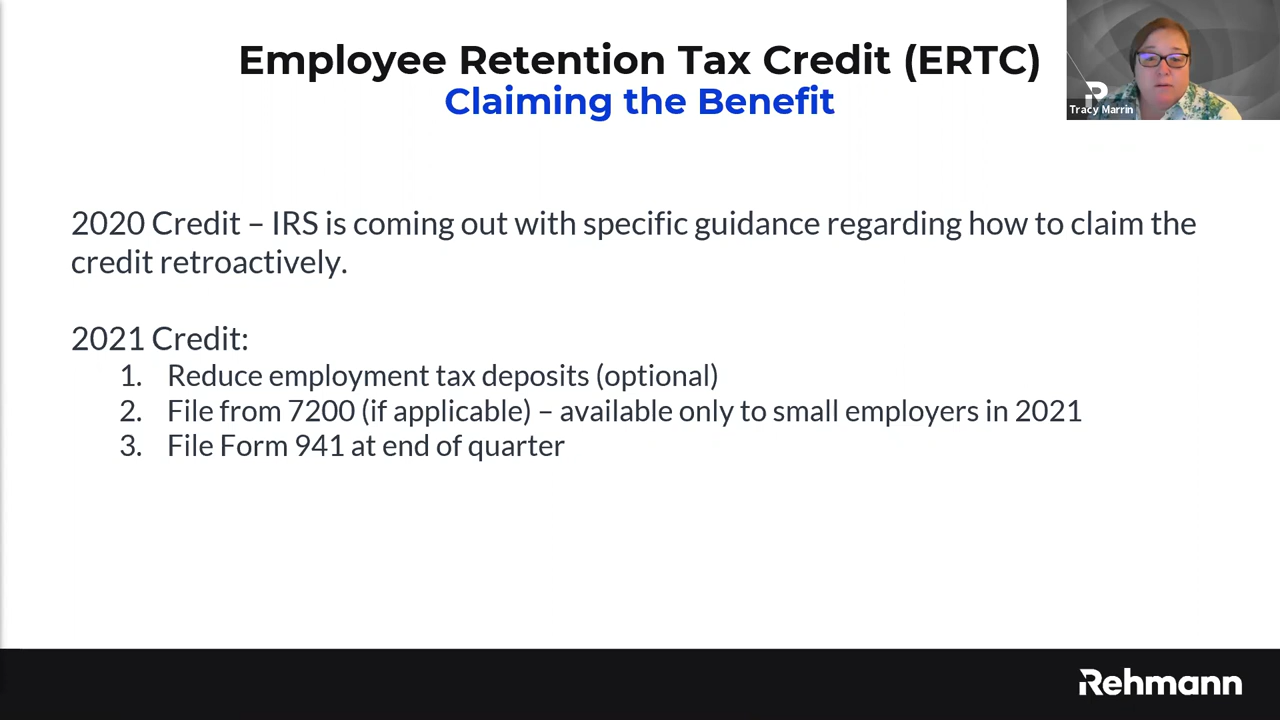 Employee Retention Tax Credit (ERTC)
Claiming the Benefit
Tracy Marrin
2020 Credit – IRS is coming out with specific guidance regarding how to claim the
credit retroactively.
2021 Credit:
1. Reduce employment tax deposits (optional)
2. File from 7200 (if applicable) – available only to small employers in 2021
3. File Form 941 at end of quarter
Rehmann